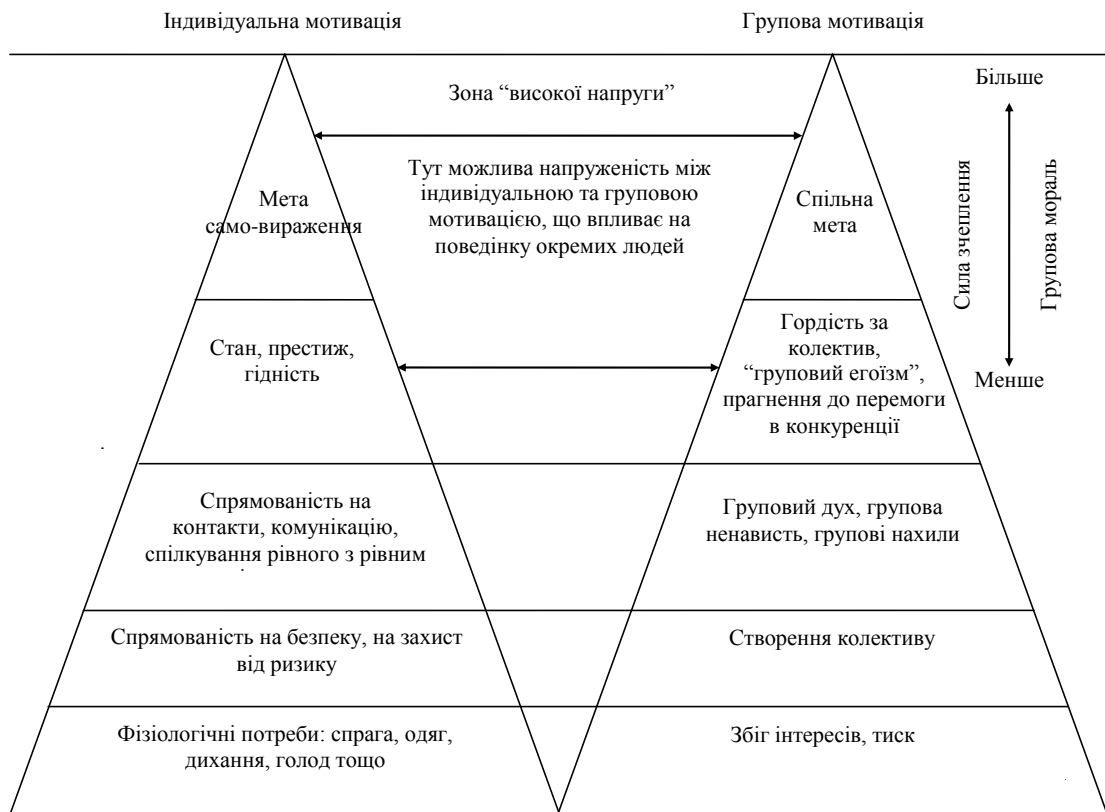 Індивідуальна мотивація
Групова мотивація
Зона “високої напруги”
Більше
Тут можлива напруженість між
індивідуальною та груповою
мотивацією, що впливає на
поведінку окремих людей
Мета
само-вираження
Спільна
мета
Сила зчеплення
Групова мораль
Менше
Стан, престиж,
гідність
Гордість за
колектив,
“груповий егоїзм”,
прагнення до перемоги
в конкуренції
Спрямованість на
контакти, комунікацію,
спілкування рівного з рівним
Груповий дух, групова
ненависть, групові нахили
Спрямованість на безпеку, на захист
від ризику
Створення колективу
Фізіологічні потреби: спрага, одяг,
дихання, голод тощо
Збіг інтересів, тиск